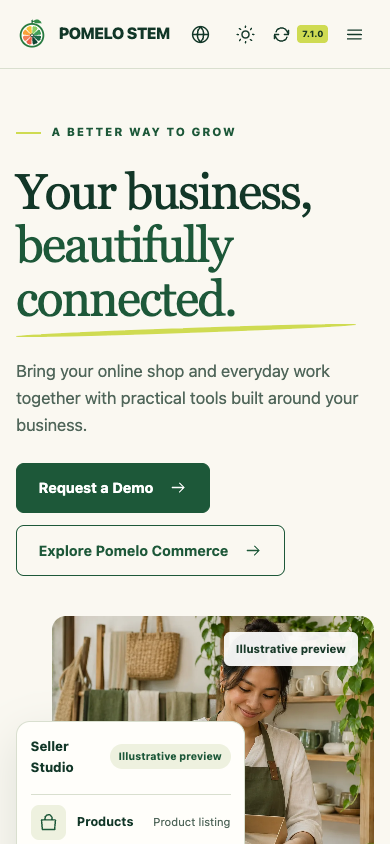 POMELO STEM
7.1.0
A BETTER WAY TO GROW
Your business,
beautifully
connected.
Bring your online shop and everyday work
together with practical tools built around your
business.
Request a Demo
Explore Pomelo Commerce
Illustrative preview
Seller
Studio
Illustrative preview
Products
Product listing